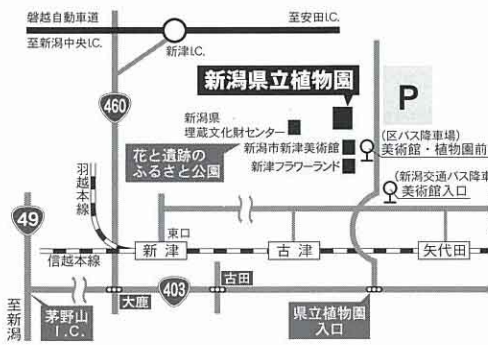 磐越自動車道
至安田I.C.
至新潟中央I.C.
新津I.C.
新潟県立植物園
P
460
新潟県
埋蔵文化財センター
(区バス降車場)
美術館・植物園前
新潟市新津美術館
花と遺跡の
ふるさと公園
新津フラワーランド
(新潟交通バス降車
美術館入口
羽越本線
49
東口
新津
古津
矢代田
信越本線
403
古田
大鹿
至新潟
茅野山
I.C.
県立植物園
入口